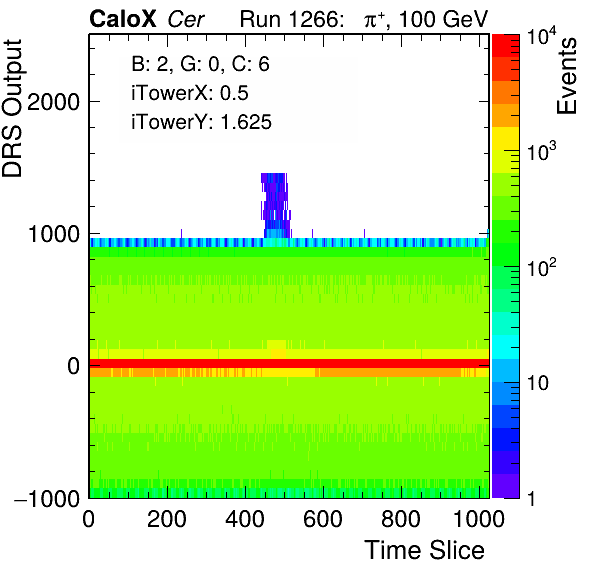 CaloX Cer Run 1266: π⁺, 100 GeV
B: 2, G: 0, C: 6
iTowerX: 0.5
iTowerY: 1.625
DRS Output
2000
1000
0
−1000
0 200 400 600 800 1000
Time Slice
Events
10⁴
10³
10²
10
1